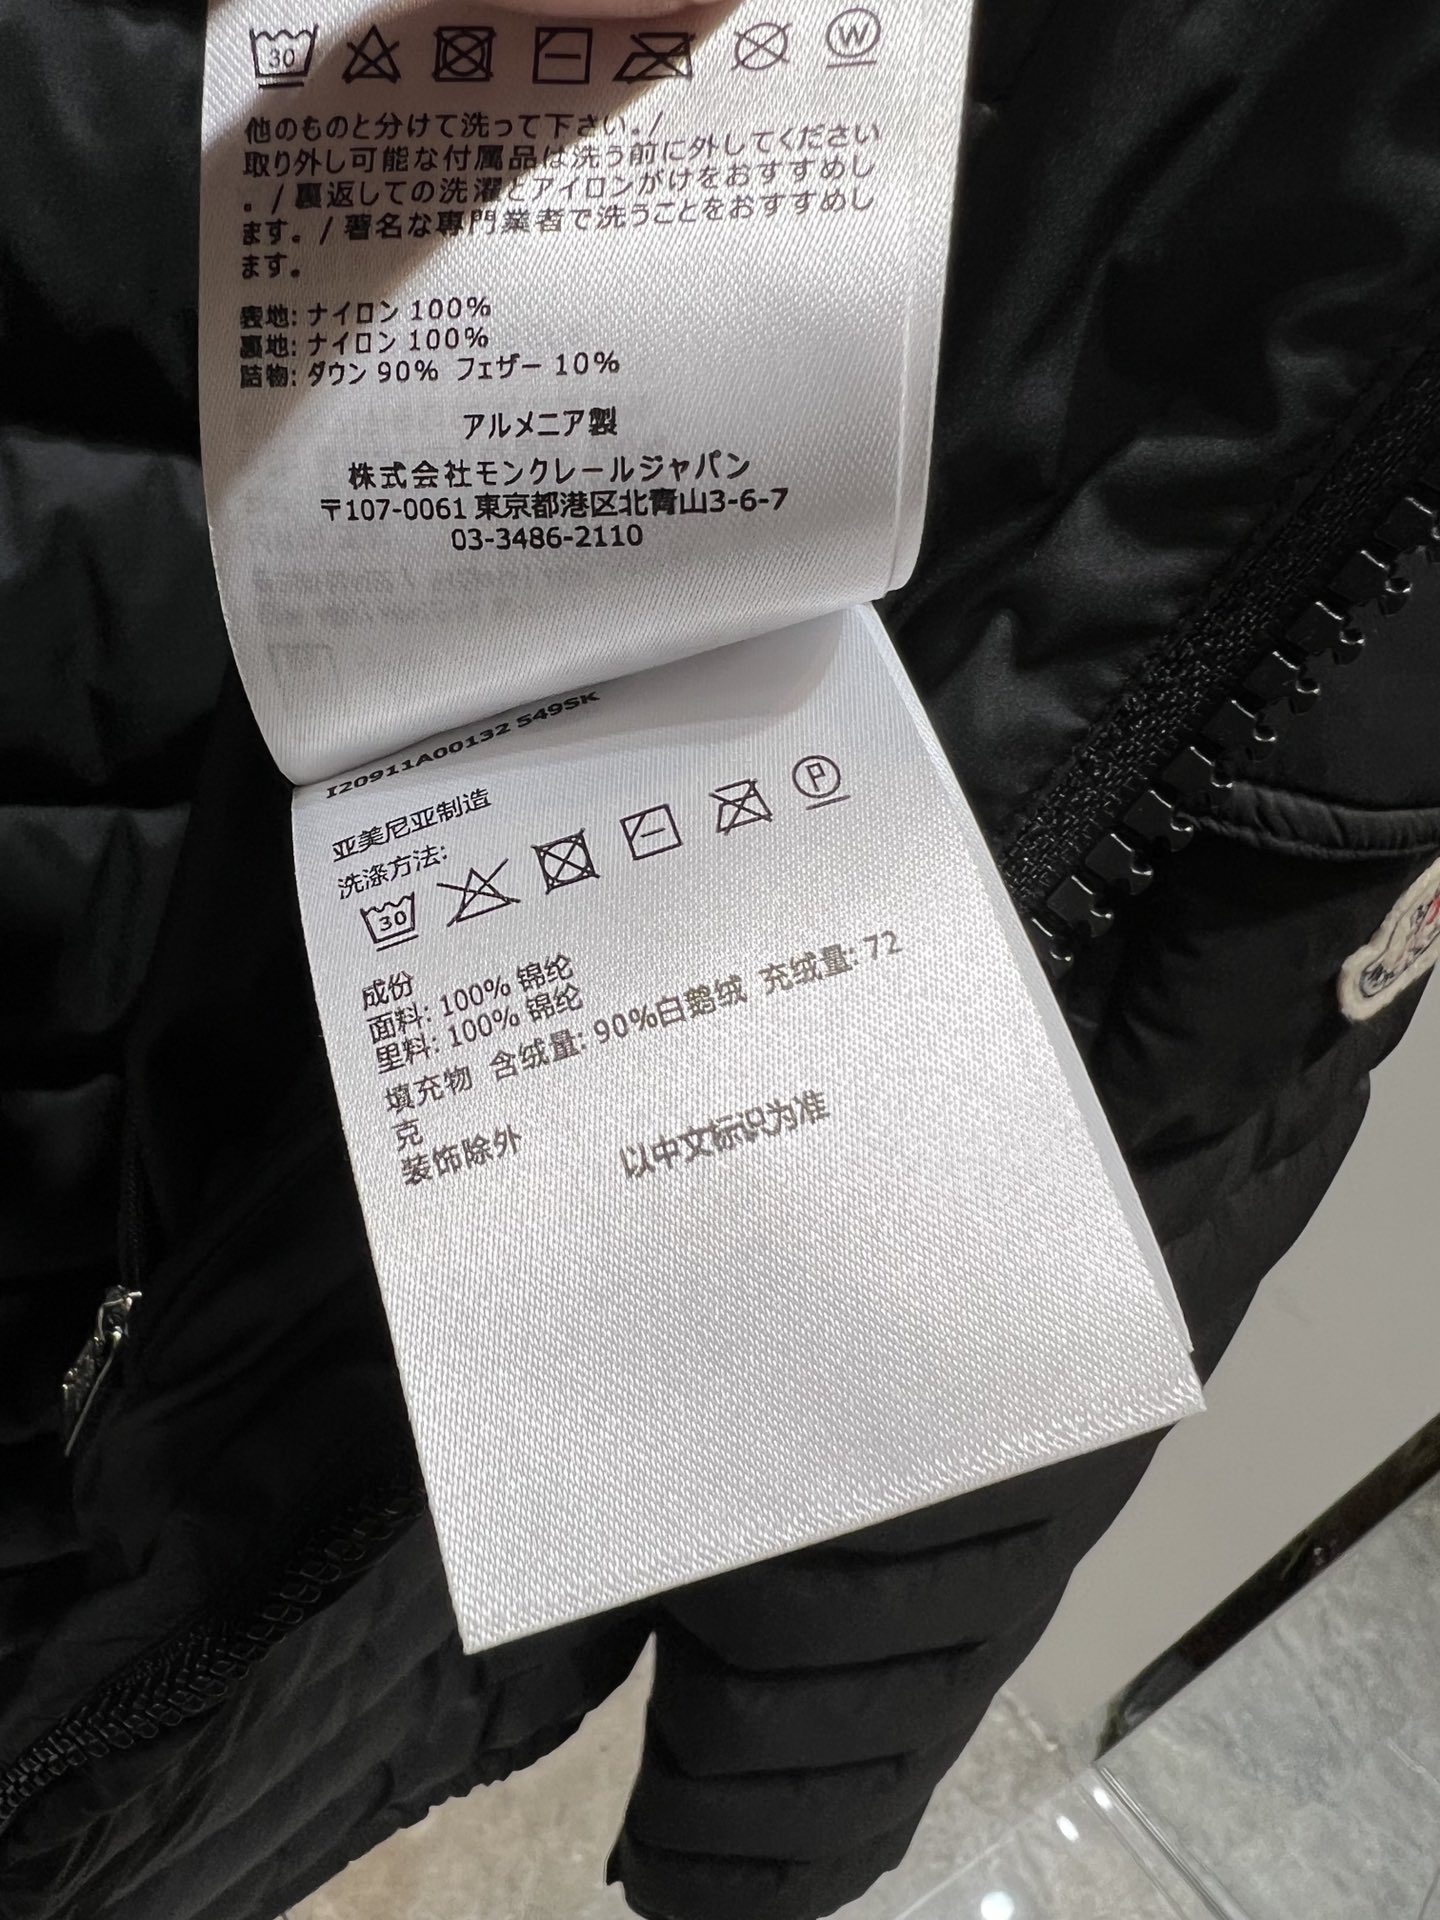 30
W
他のものと分けて洗って下さい。/
取り外し可能な付属品は洗う前に外してください
。/ 裏返しての洗濯とアイロンがけをおすすめし
ます。/ 著名な専門業者で洗うことをおすすめし
ます。
表地: ナイロン 100%
裏地: ナイロン 100%
詰物: ダウン 90% フェザー 10%
アルメニア製
株式会社モンクレールジャパン
〒107-0061 東京都港区北青山3-6-7
03-3486-2110
I20911A00132 549SK
亚美尼亚制造
洗涤方法:
30
P
成份
面料: 100% 锦纶
里料: 100% 锦纶
填充物 含绒量: 90%白鹅绒 充绒量: 72
克
装饰除外
以中文标识为准